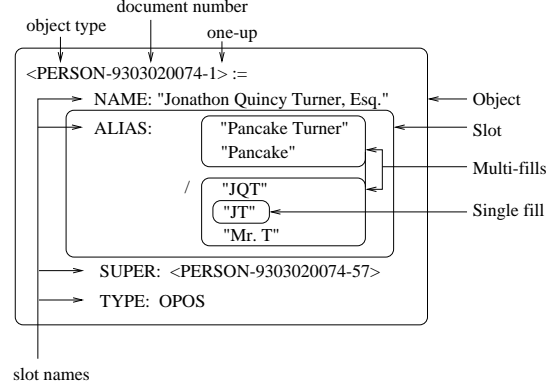 document number
object type
one-up
<PERSON-9303020074-1> :=
NAME: "Jonathon Quincy Turner, Esq."
Object
ALIAS: "Pancake Turner"
Slot
"Pancake"
Multi-fills
/ "JQT"
"JT"
Single fill
"Mr. T"
SUPER: <PERSON-9303020074-57>
TYPE: OPOS
slot names